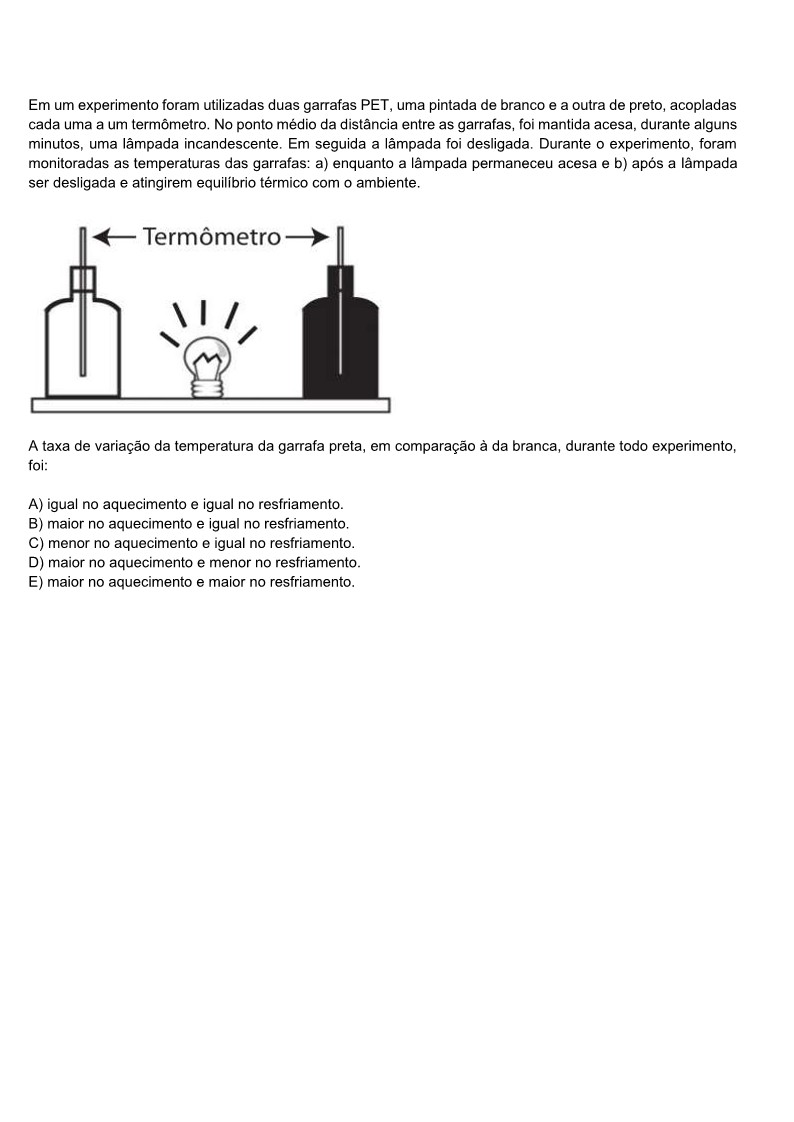 Em um experimento foram utilizadas duas garrafas PET, uma pintada de branco e a outra de preto, acopladas
cada uma a um termômetro. No ponto médio da distância entre as garrafas, foi mantida acesa, durante alguns
minutos, uma lâmpada incandescente. Em seguida a lâmpada foi desligada. Durante o experimento, foram
monitoradas as temperaturas das garrafas: a) enquanto a lâmpada permaneceu acesa e b) após a lâmpada
ser desligada e atingirem equilíbrio térmico com o ambiente.
Termômetro
A taxa de variação da temperatura da garrafa preta, em comparação à da branca, durante todo experimento,
foi:
A) igual no aquecimento e igual no resfriamento.
B) maior no aquecimento e igual no resfriamento.
C) menor no aquecimento e igual no resfriamento.
D) maior no aquecimento e menor no resfriamento.
E) maior no aquecimento e maior no resfriamento.